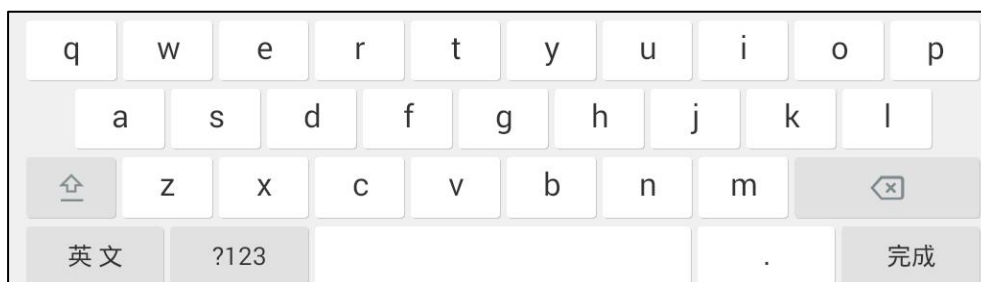 q w e r t y u i o p
a s d f g h j k l
z x c v b n m
英文 ?123 . 完成